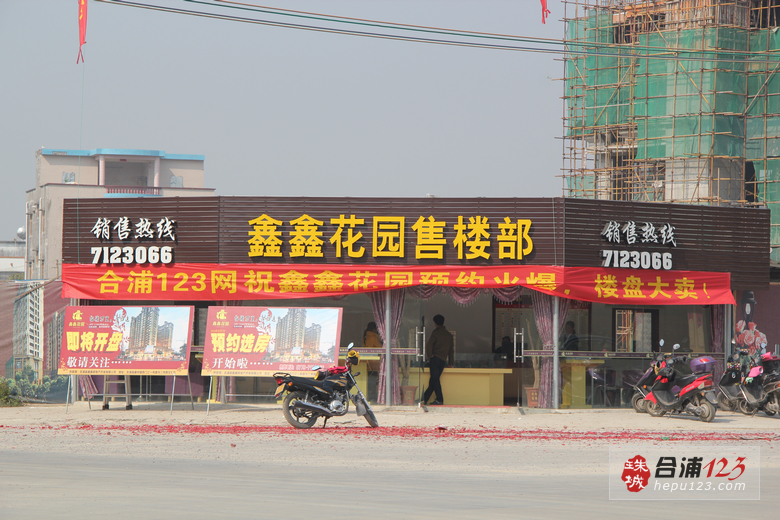 鑫鑫花园售楼部
销售热线
7123066
销售热线
7123066
合浦123网祝鑫鑫花园预约火爆，楼盘大卖！
即将开盘
敬请关注......
预约选房
开始啦......
珠城
合浦123
hepu123.com